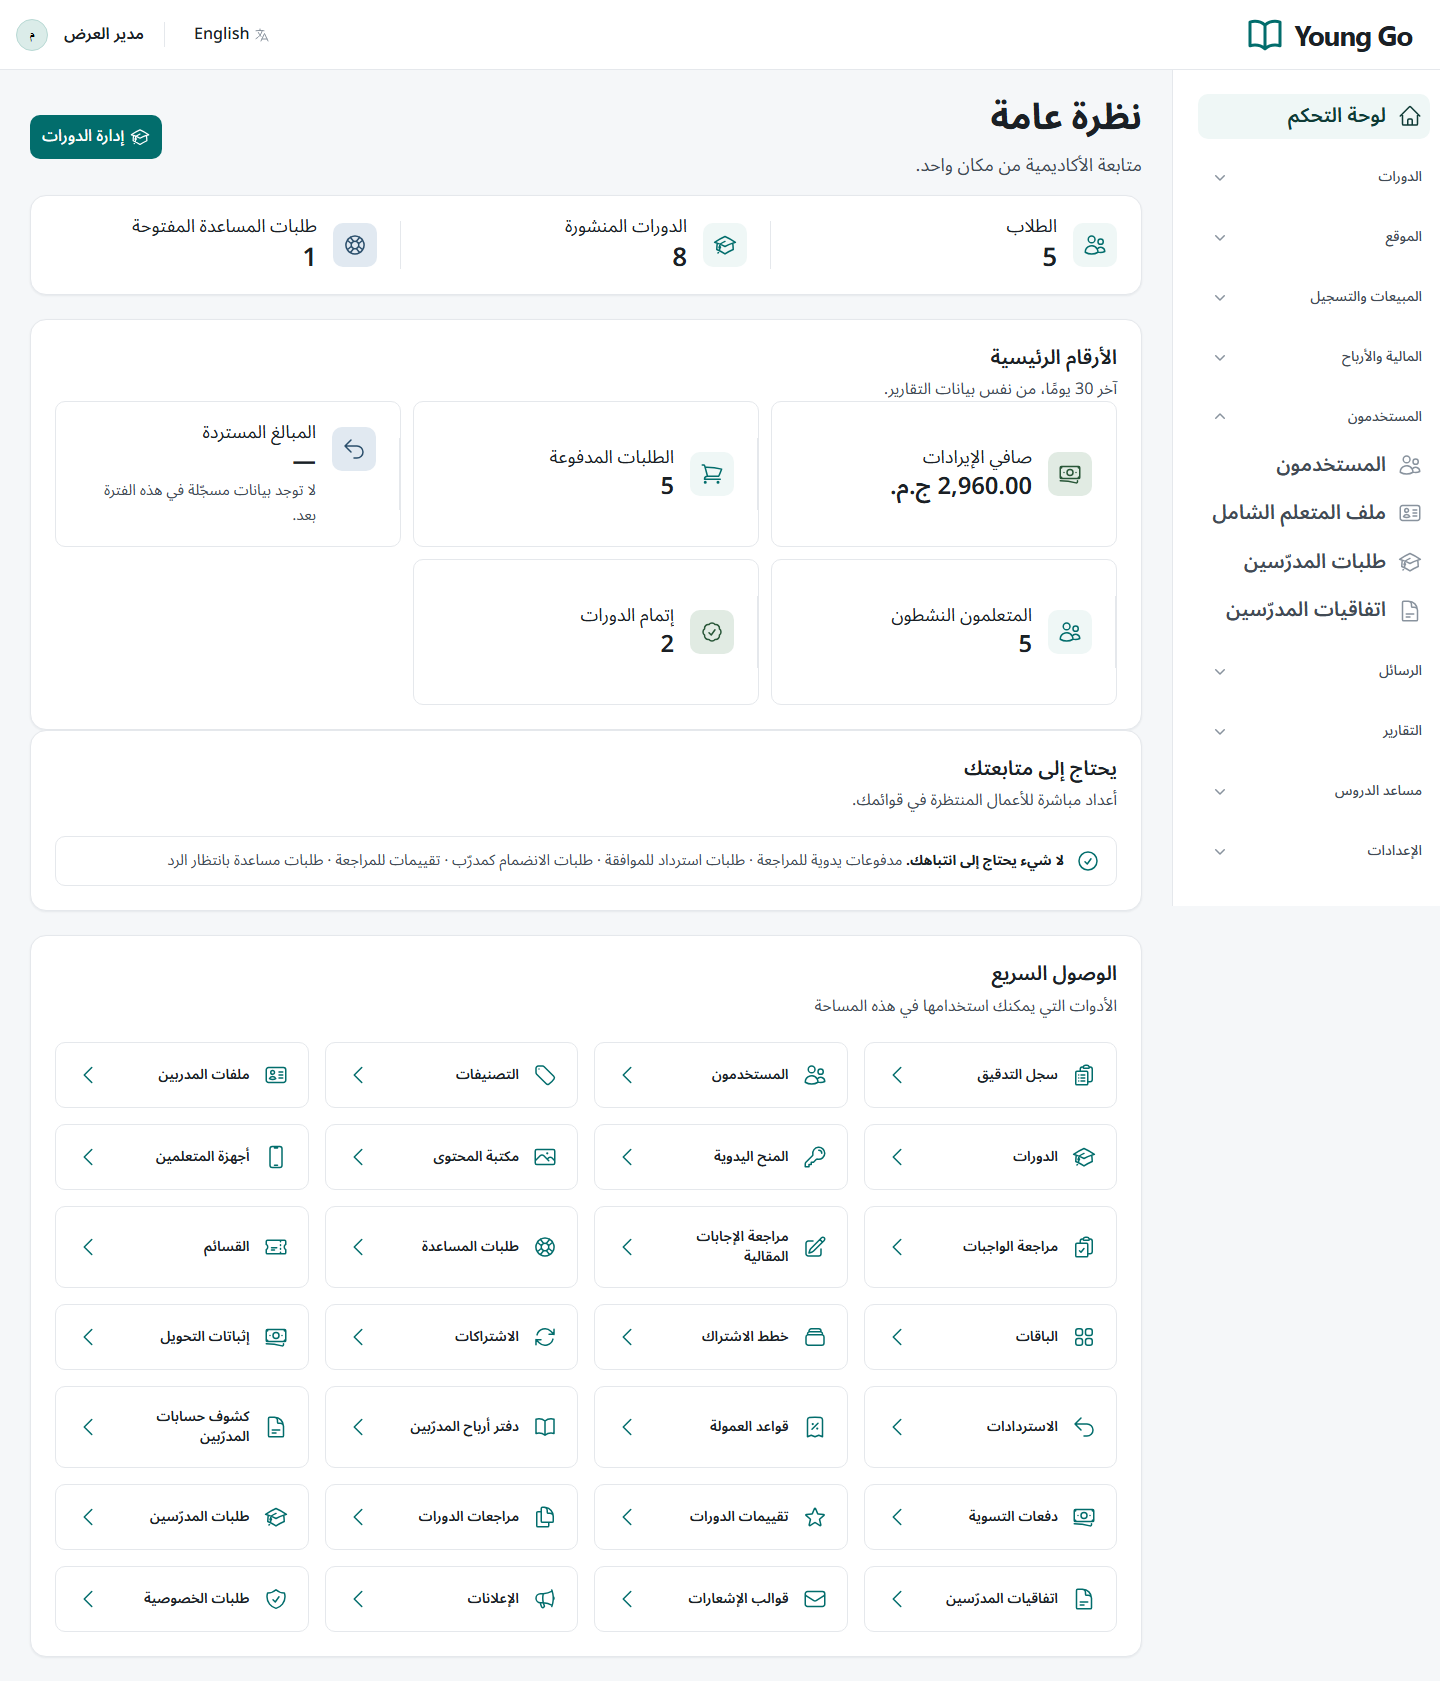 Young Go
English
مدير العرض
م
لوحة التحكم
الدورات
الموقع
المبيعات والتسجيل
المالية والأرباح
المستخدمون
المستخدمون
ملف المتعلم الشامل
طلبات المدرّسين
اتفاقيات المدرّسين
الرسائل
التقارير
مساعد الدروس
الإعدادات
نظرة عامة
متابعة الأكاديمية من مكان واحد.
إدارة الدورات
الطلاب
5
الدورات المنشورة
8
طلبات المساعدة المفتوحة
1
الأرقام الرئيسية
آخر 30 يومًا، من نفس بيانات التقارير.
صافي الإيرادات
2,960.00 ج.م.
الطلبات المدفوعة
5
المبالغ المستردة
—
لا توجد بيانات مسجّلة في هذه الفترة
بعد.
المتعلمون النشطون
5
إتمام الدورات
2
يحتاج إلى متابعتك
أعداد مباشرة للأعمال المنتظرة في قوائمك.
لا شيء يحتاج إلى انتباهك. مدفوعات يدوية للمراجعة · طلبات استرداد للموافقة · طلبات الانضمام كمدرّب · تقييمات للمراجعة · طلبات مساعدة بانتظار الرد
الوصول السريع
الأدوات التي يمكنك استخدامها في هذه المساحة
سجل التدقيق
المستخدمون
التصنيفات
ملفات المدربين
الدورات
المنح اليدوية
مكتبة المحتوى
أجهزة المتعلمين
مراجعة الواجبات
مراجعة الإجابات
المقالية
طلبات المساعدة
القسائم
الباقات
خطط الاشتراك
الاشتراكات
إثباتات التحويل
الاستردادات
قواعد العمولة
دفتر أرباح المدرّبين
كشوف حسابات
المدرّبين
دفعات التسوية
تقييمات الدورات
مراجعات الدورات
طلبات المدرّسين
اتفاقيات المدرّسين
قوالب الإشعارات
الإعلانات
طلبات الخصوصية